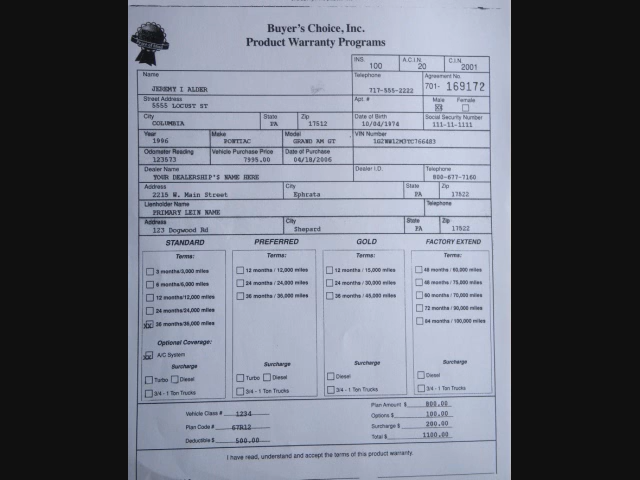 Buyer's Choice, Inc.
Product Warranty Programs
INS. 100 A.C.I.N. 20 C.I.N. 2001
Name Telephone Agreement No.
JEREMY I ALDER 717-555-2222 701- 169172
Street Address Apt. # Male Female
5555 LOCUST ST
City State Zip Date of Birth Social Security Number
COLUMBIA PA 17512 10/04/1974 111-11-1111
Year Make Model VIN Number
1996 PONTIAC GRAND AM GT 1G2WW12M3TC766483
Odometer Reading Vehicle Purchase Price Date of Purchase
123573 7995.00 04/18/2006
Dealer Name Dealer I.D. Telephone
YOUR DEALERSHIP'S NAME HERE 800-677-7160
Address City State Zip
2215 W. Main Street Ephrata PA 17522
Lienholder Name Telephone
PRIMARY LEIN NAME
Address City State Zip
123 Dogwood Rd Shepard PA 17522
STANDARD PREFERRED GOLD FACTORY EXTEND
Terms: Terms: Terms: Terms:
3 months/3,000 miles 12 months / 12,000 miles 12 months / 15,000 miles 48 months / 60,000 miles
6 months/6,000 miles 24 months / 24,000 miles 24 months / 30,000 miles 48 months / 75,000 miles
12 months/12,000 miles 36 months / 36,000 miles 36 months / 45,000 miles 60 months / 70,000 miles
24 months/24,000 miles 72 months / 90,000 miles
XX 36 months/36,000 miles 84 months / 100,000 miles
Optional Coverage:
XX A/C System
Surcharge Surcharge Surcharge Surcharge
Turbo Diesel Turbo Diesel Diesel Diesel
3/4 - 1 Ton Trucks 3/4 - 1 Ton Trucks 3/4 - 1 Ton Trucks 3/4 - 1 Ton Trucks
Vehicle Class # 1234 Plan Amount $ 800.00
Options $ 100.00
Plan Code # 67R12 Surcharge $ 200.00
Deductible $ 500.00 Total $ 1100.00
I have read, understand and accept the terms of this product warranty.